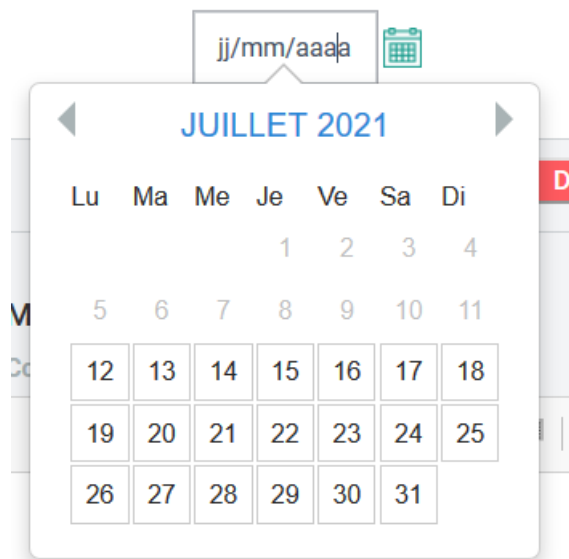 jj/mm/aaaa
JUILLET 2021
D
Lu Ma Me Je Ve Sa Di
1 2 3 4
M
5 6 7 8 9 10 11
Co
12 13 14 15 16 17 18
19 20 21 22 23 24 25
26 27 28 29 30 31